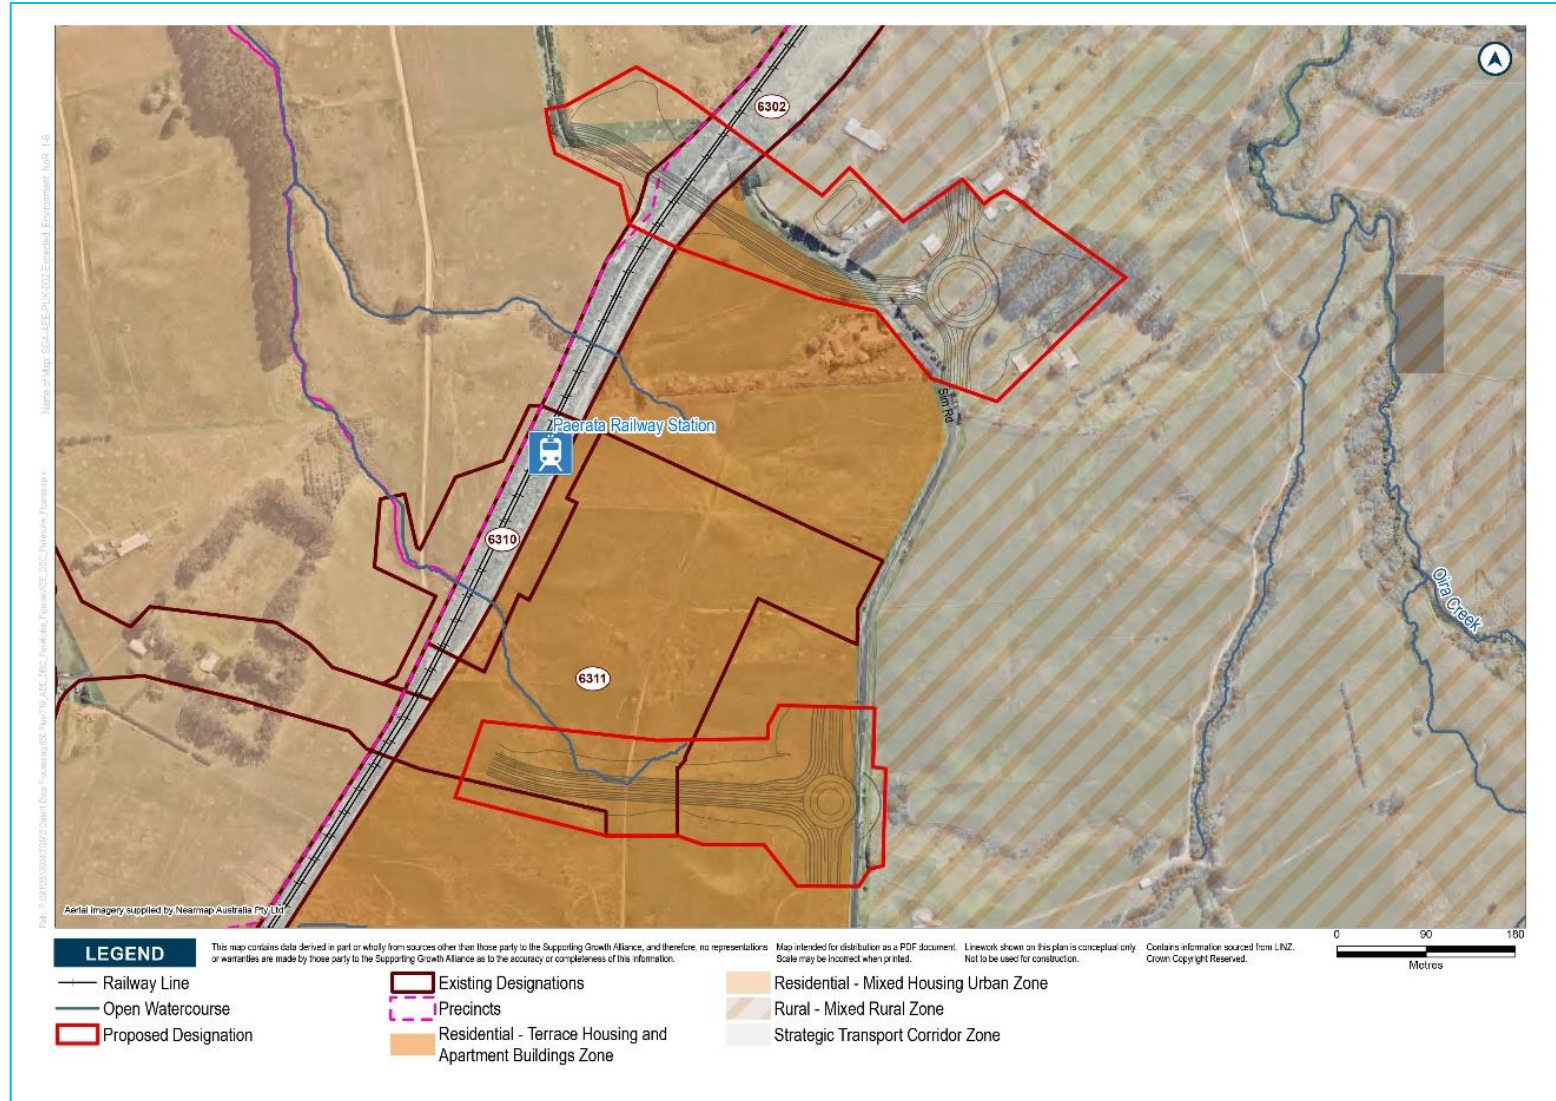 6302
Sim Rd
Paerata Railway Station
6310
Oira Creek
6311
Aerial Imagery supplied by Nearmap Australia Pty Ltd
LEGEND
This map contains data derived in part or wholly from sources other than those party to the Supporting Growth Alliance, and therefore, no representations
or warranties are made by those party to the Supporting Growth Alliance as to the accuracy or completeness of this information.
Map intended for distribution as a PDF document.
Scale may be incorrect when printed.
Linework shown on this plan is conceptual only.
Not to be used for construction.
Contains information sourced from LINZ.
Crown Copyright Reserved.
0 90 180
Metres
Railway Line
Open Watercourse
Proposed Designation
Existing Designations
Precincts
Residential - Terrace Housing and
Apartment Buildings Zone
Residential - Mixed Housing Urban Zone
Rural - Mixed Rural Zone
Strategic Transport Corridor Zone